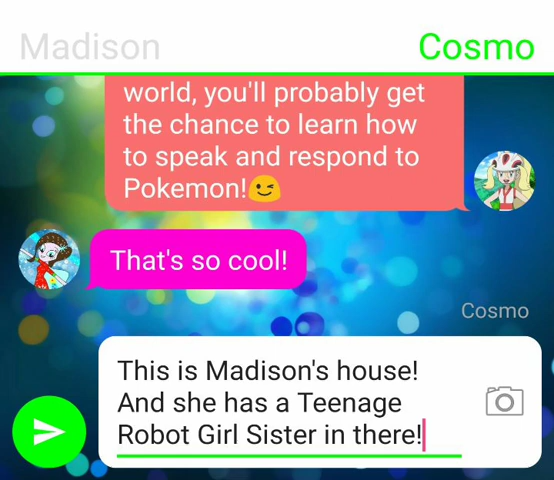 Madison
Cosmo
world, you'll probably get
the chance to learn how
to speak and respond to
Pokemon!😉
That's so cool!
Cosmo
This is Madison's house!
And she has a Teenage
Robot Girl Sister in there!